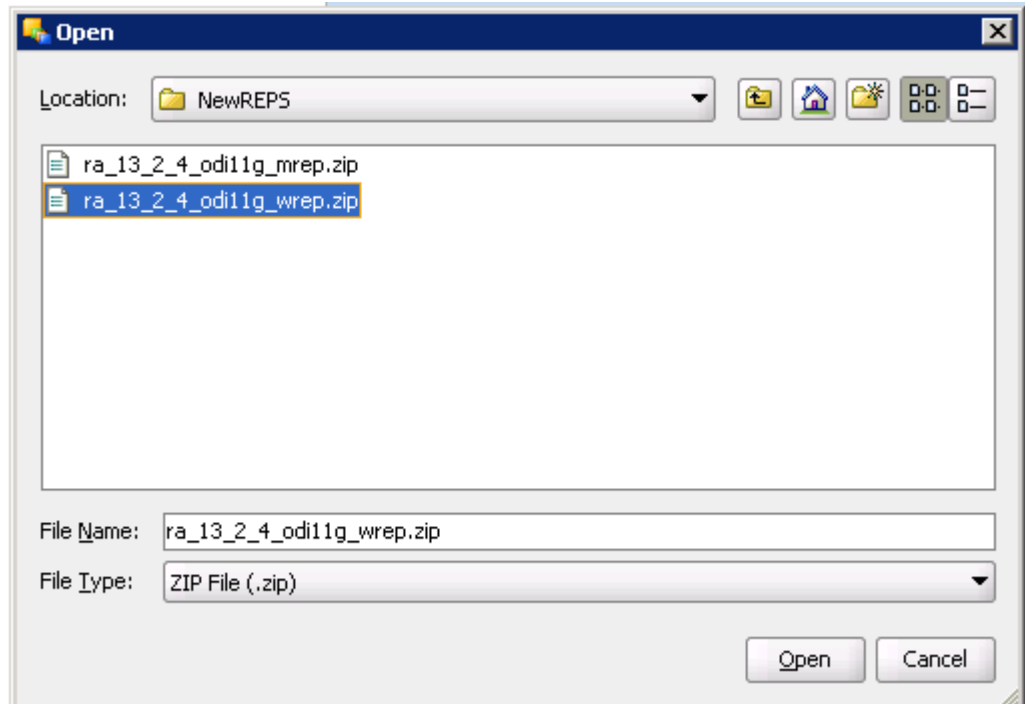 Open
Location: NewREPS
ra_13_2_4_odi11g_mrep.zip
ra_13_2_4_odi11g_wrep.zip
File Name: ra_13_2_4_odi11g_wrep.zip
File Type: ZIP File (.zip)
Open Cancel